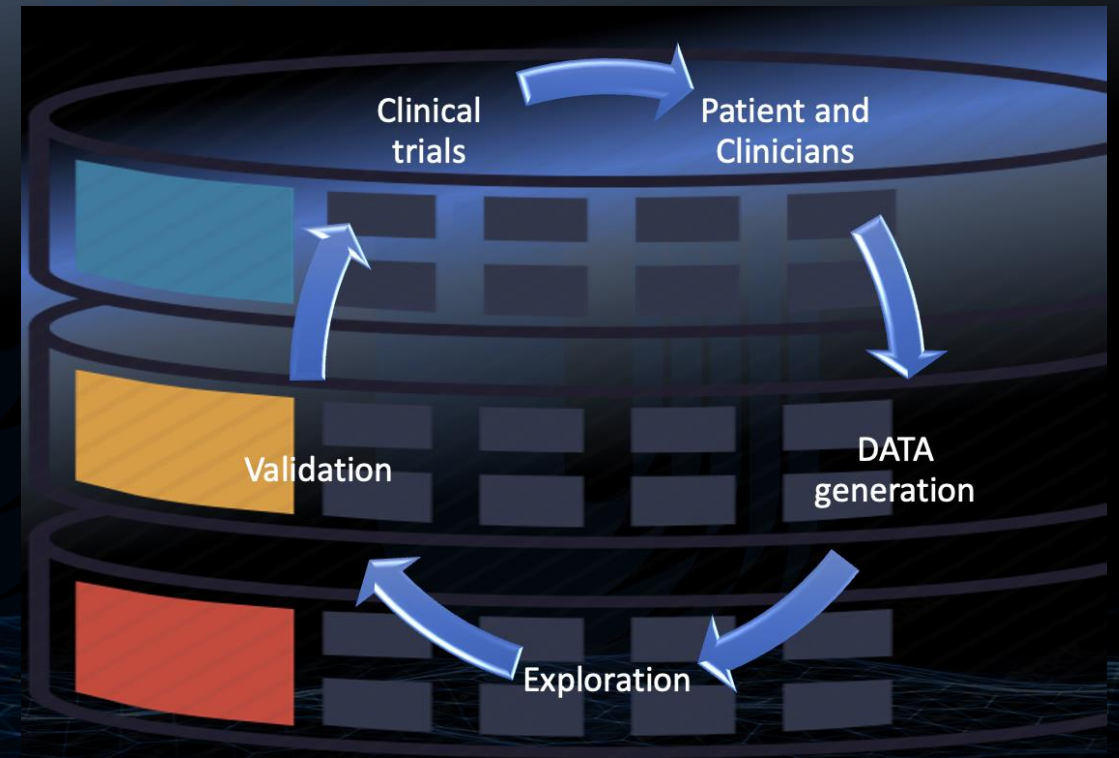 Clinical
trials
Patient and
Clinicians
DATA
generation
Exploration
Validation